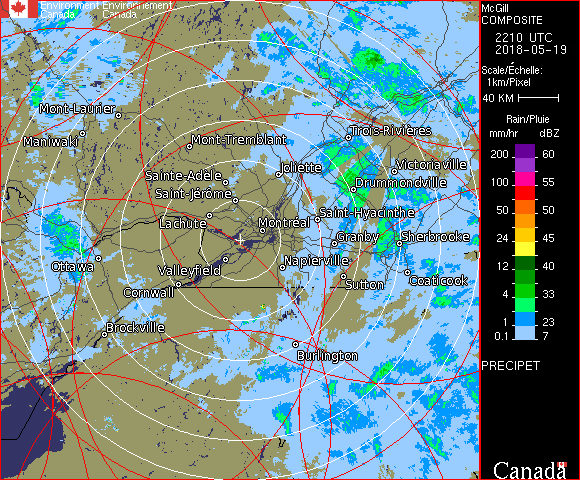 Environment Environnement
Canada Canada
McGill
COMPOSITE
2210 UTC
2018-05-19
Scale/Échelle:
1km/Pixel
40 KM
Rain/Pluie
mm/hr dBZ
200 60
100 55
50 50
24 45
12 40
4 33
1 23
0.1 7
PRECIPET
Canada
Mont-Laurier
Maniwaki
Mont-Tremblant
Trois-Rivières
Joliette
Victoriaville
Sainte-Adèle
Drummondville
Saint-Jérôme
Lachute
Montréal
Saint-Hyacinthe
Granby
Sherbrooke
Ottawa
Valleyfield
Napierville
Cornwall
Sutton
Coaticook
Brockville
Burlington